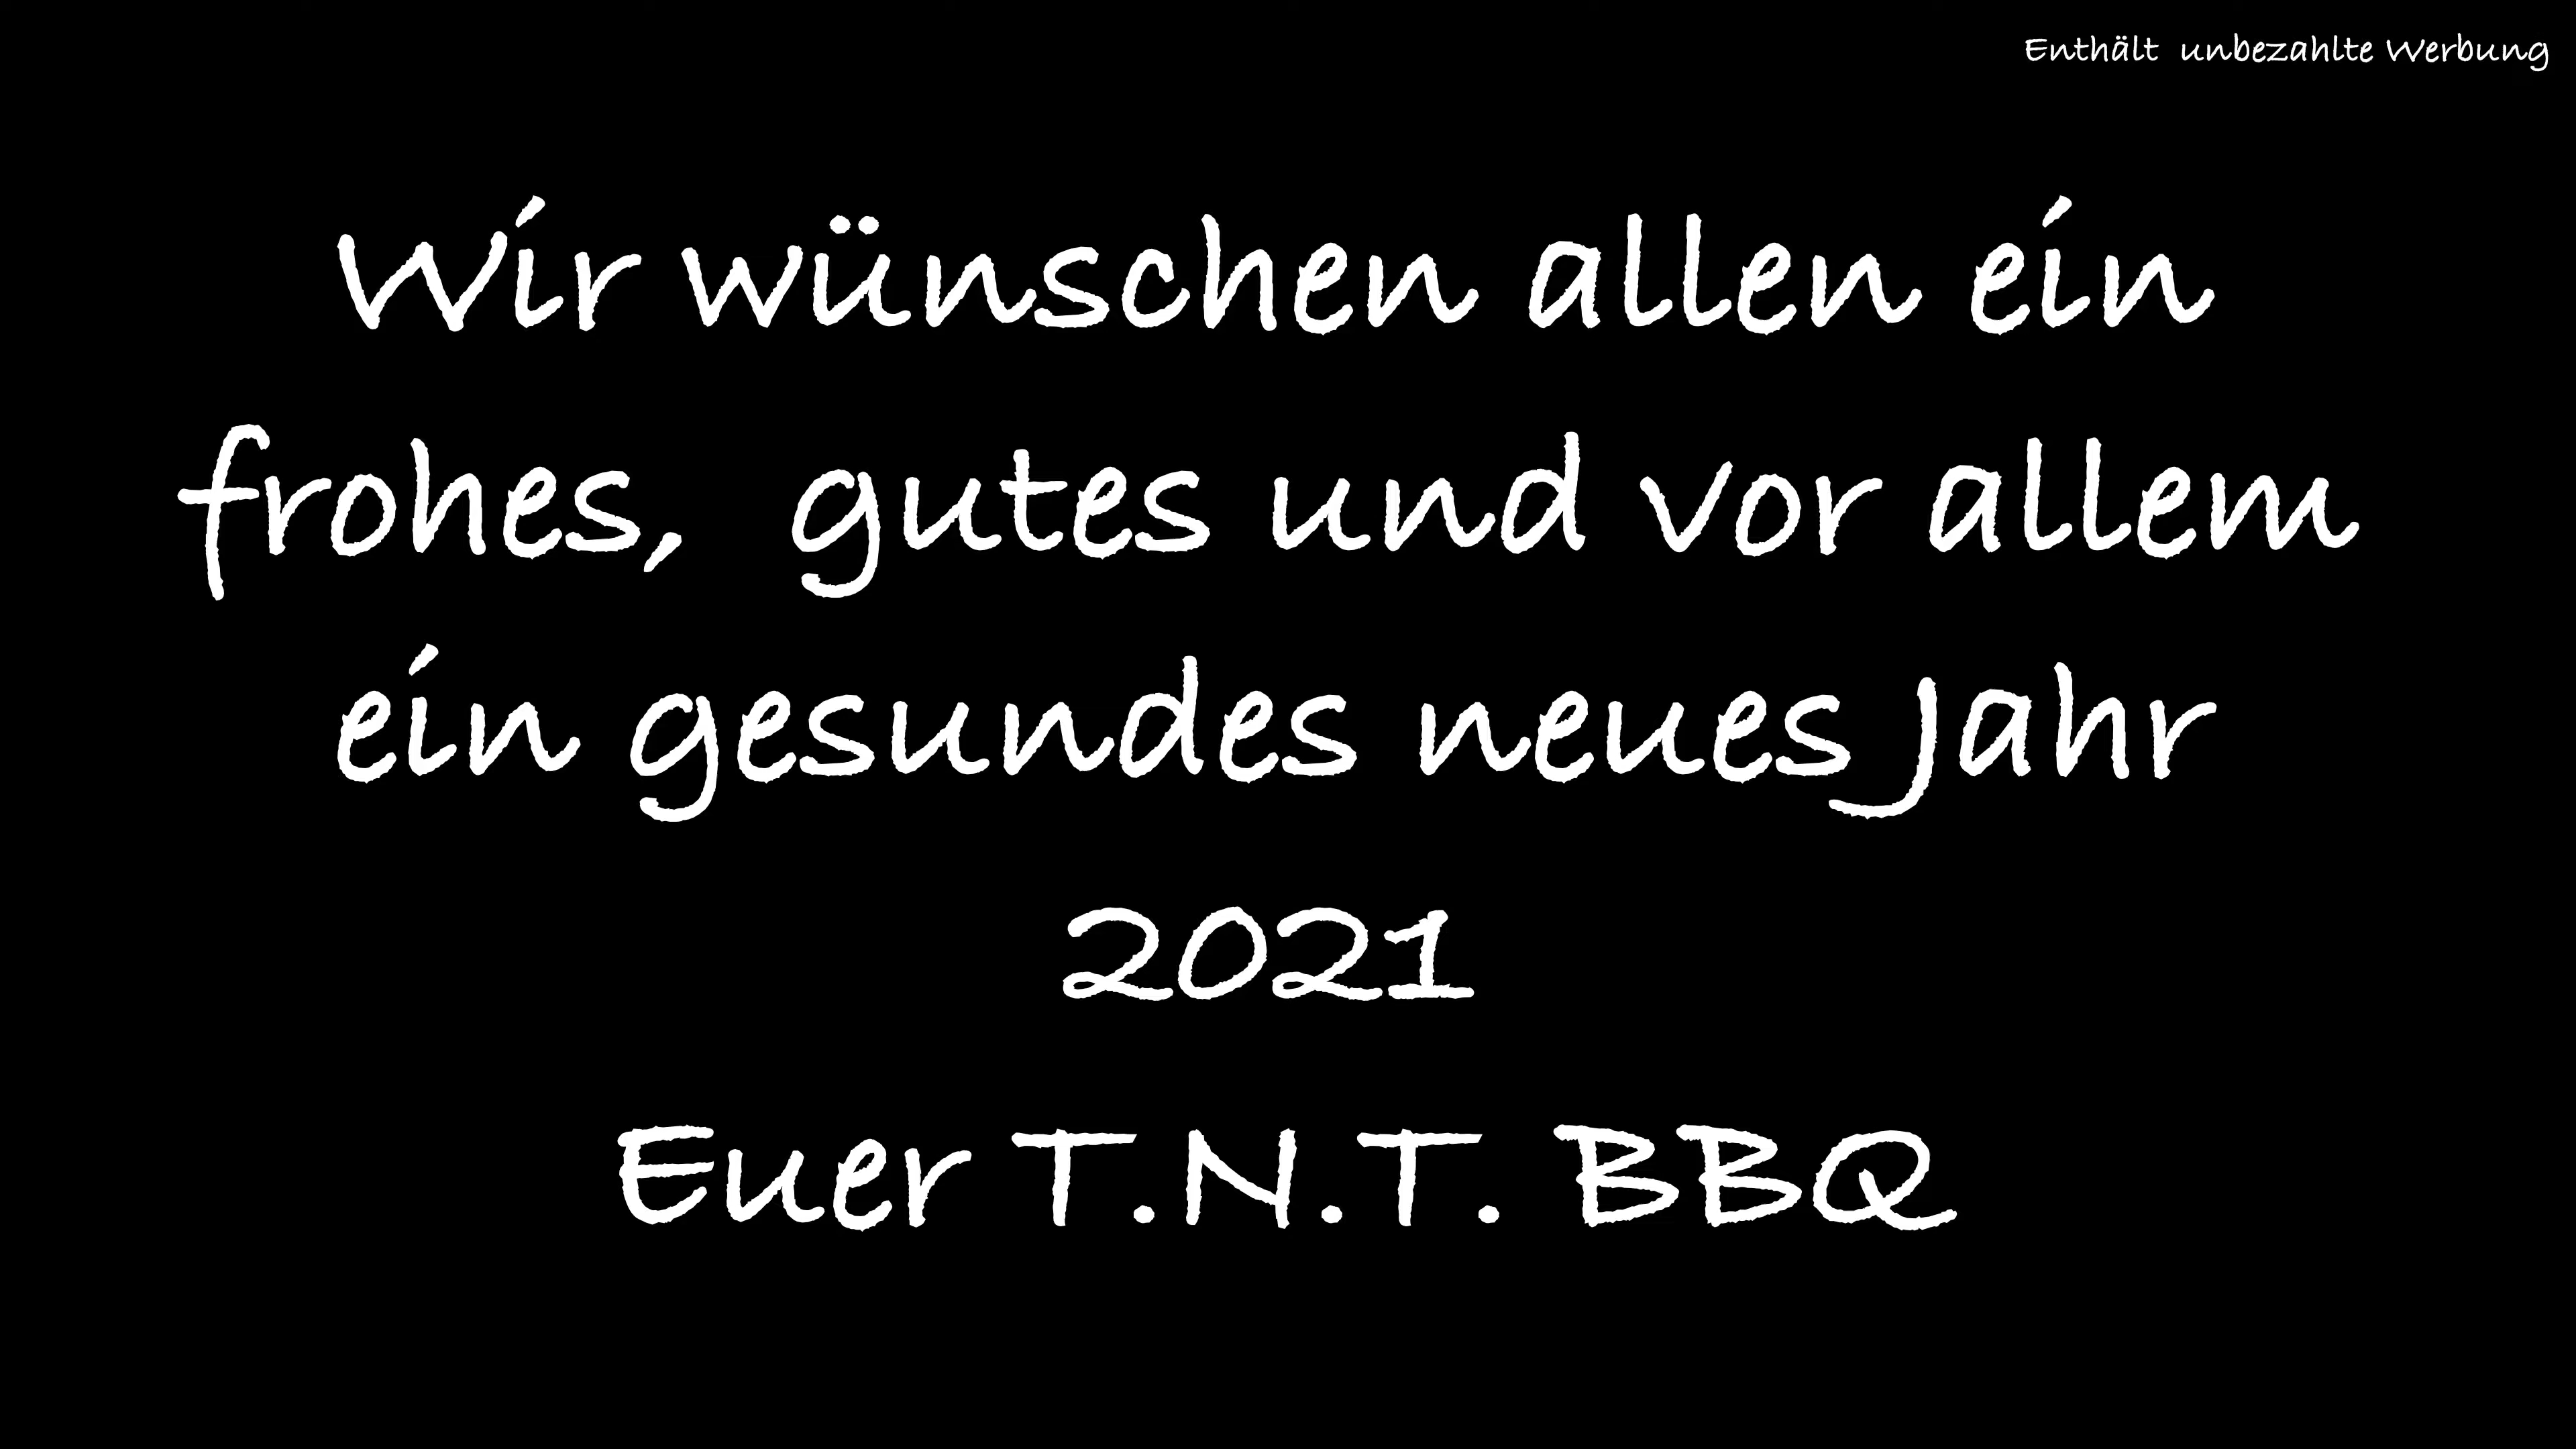 Enthält unbezahlte Werbung
Wir wünschen allen ein
frohes, gutes und vor allem
ein gesundes neues Jahr
2021
Euer T.N.T. BBQ